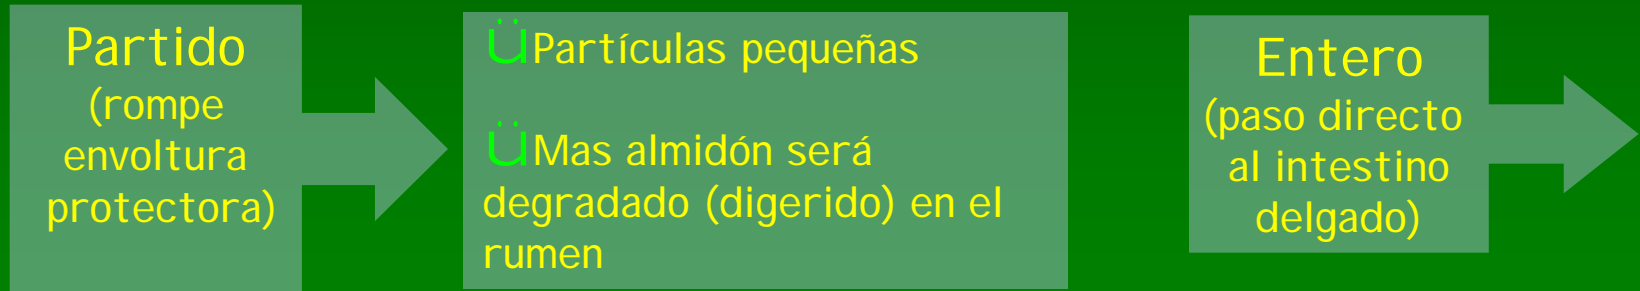 Partido
(rompe
envoltura
protectora)
ÜPartículas pequeñas
ÜMas almidón será
degradado (digerido) en el
rumen
Entero
(paso directo
al intestino
delgado)